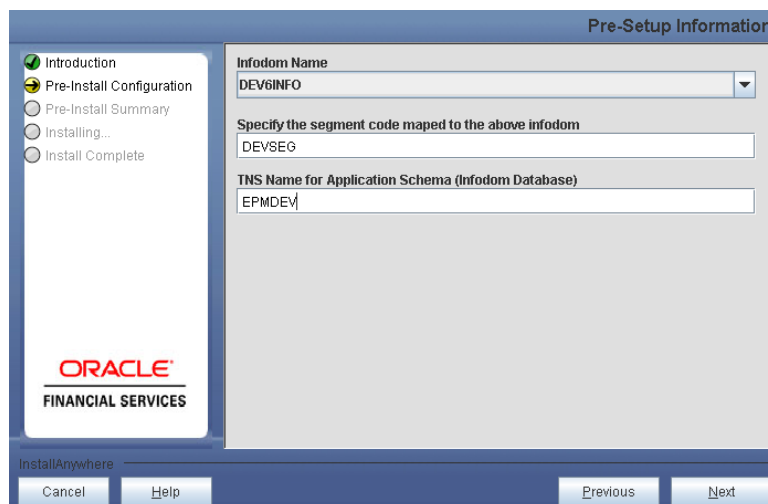 Pre-Setup Information
Introduction
Pre-Install Configuration
Pre-Install Summary
Installing...
Install Complete
Infodom Name
DEV6INFO
Specify the segment code maped to the above infodom
DEVSEG
TNS Name for Application Schema (Infodom Database)
EPMDEV
ORACLE
FINANCIAL SERVICES
InstallAnywhere
Cancel
Help
Previous
Next